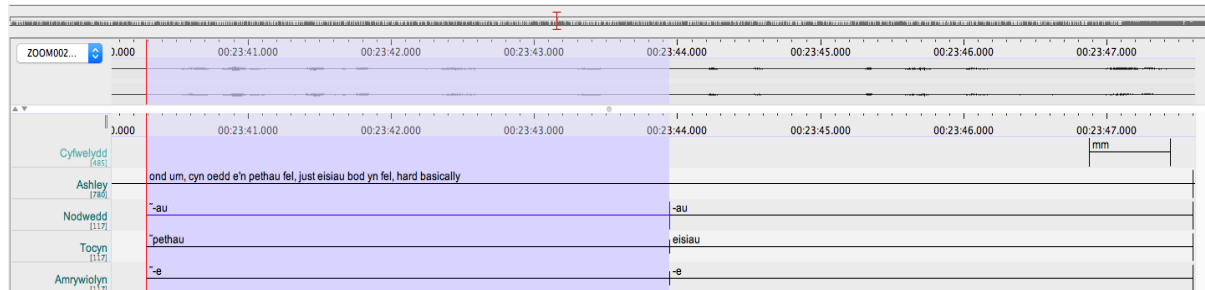 ZOOM002...
0.000 00:23:41.000 00:23:42.000 00:23:43.000 00:23:44.000 00:23:45.000 00:23:46.000 00:23:47.000
0.000 00:23:41.000 00:23:42.000 00:23:43.000 00:23:44.000 00:23:45.000 00:23:46.000 00:23:47.000
Cyfwelydd mm
[485]
Ashley ond um, cyn oedd e'n pethau fel, just eisiau bod yn fel, hard basically
[780]
Nodwedd ˜-au -au
[117]
Tocyn ˜pethau eisiau
[117]
Amrywiolyn ˜-e -e
[117]